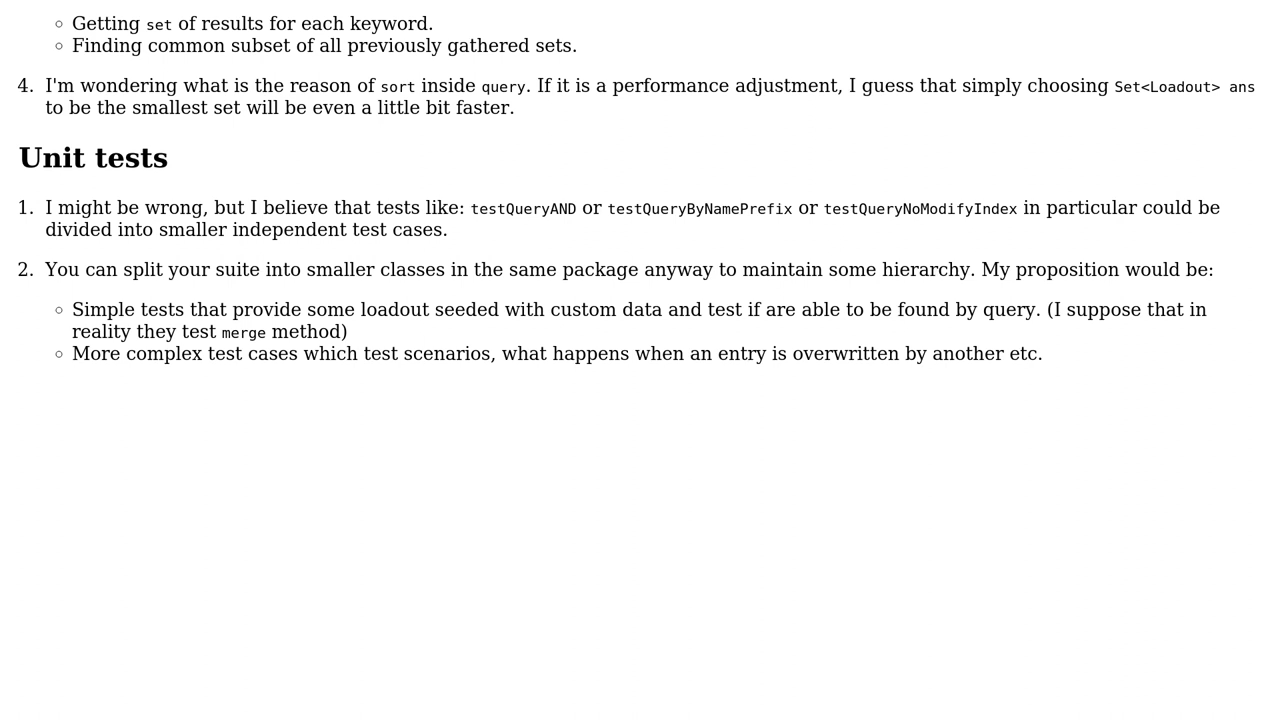 ◦ Getting set of results for each keyword.
◦ Finding common subset of all previously gathered sets.
4. I'm wondering what is the reason of sort inside query. If it is a performance adjustment, I guess that simply choosing Set<Loadout> ans
to be the smallest set will be even a little bit faster.
Unit tests
1. I might be wrong, but I believe that tests like: testQueryAND or testQueryByNamePrefix or testQueryNoModifyIndex in particular could be
divided into smaller independent test cases.
2. You can split your suite into smaller classes in the same package anyway to maintain some hierarchy. My proposition would be:
◦ Simple tests that provide some loadout seeded with custom data and test if are able to be found by query. (I suppose that in
reality they test merge method)
◦ More complex test cases which test scenarios, what happens when an entry is overwritten by another etc.